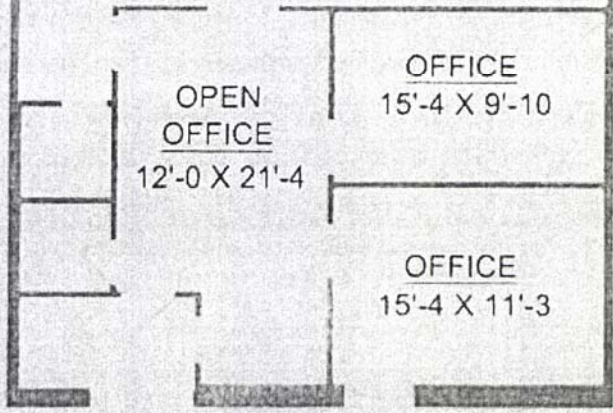 OPEN
OFFICE
12'-0 X 21'-4
OFFICE
15'-4 X 9'-10
OFFICE
15'-4 X 11'-3